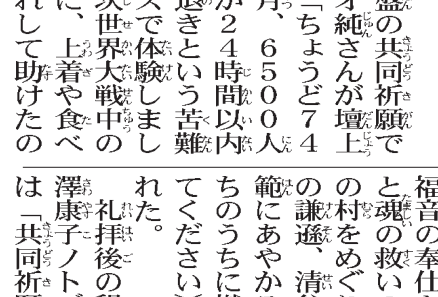 盤の共同祈願で
才純さんが壇上
「ちょうど74
月、6500人
が24時間以内
退きという苦難
スで体験しまし
次世界大戦中の
に、上着や食べ
れして助けたの
福音の奉仕
と魂の救い
の村をめぐ
の謙遜、清
範にあやか
ちのうちに
てください
れた。
礼拝後の
澤康子ノト
は「共同祈